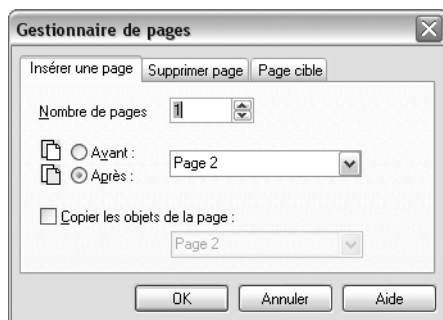 Gestionnaire de pages
Insérer une page Supprimer page Page cible
Nombre de pages 1
Avant :
Page 2
Après :
Copier les objets de la page :
Page 2
OK Annuler Aide